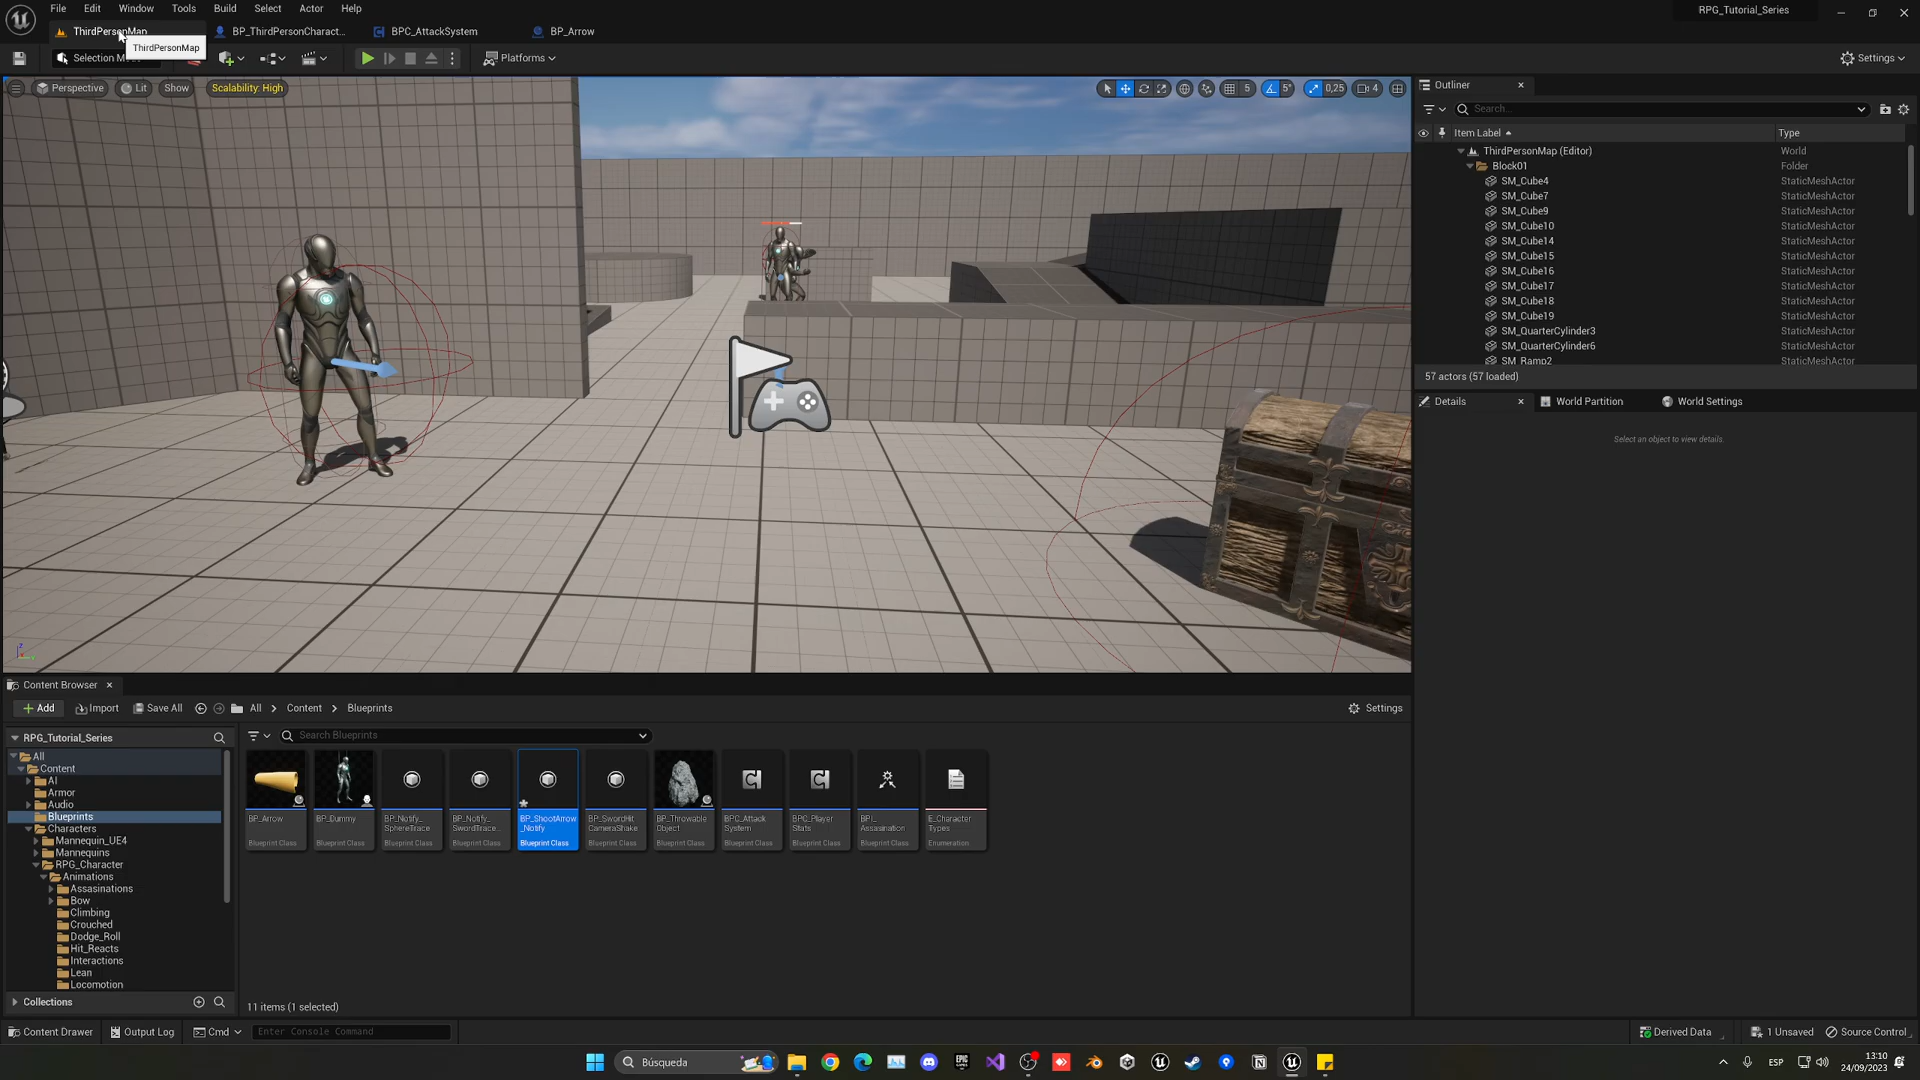 File Edit Window Tools Build Select Actor Help
RPG_Tutorial_Series
ThirdPersonMap
BP_ThirdPersonCharact...
BPC_AttackSystem
BP_Arrow
ThirdPersonMap
Selection Mode
Platforms
Settings
Perspective
Lit
Show
Scalability: High
5
5°
0,25
4
Outliner
Search...
Item Label
Type
ThirdPersonMap (Editor) World
Block01 Folder
SM_Cube4 StaticMeshActor
SM_Cube7 StaticMeshActor
SM_Cube9 StaticMeshActor
SM_Cube10 StaticMeshActor
SM_Cube14 StaticMeshActor
SM_Cube15 StaticMeshActor
SM_Cube16 StaticMeshActor
SM_Cube17 StaticMeshActor
SM_Cube18 StaticMeshActor
SM_Cube19 StaticMeshActor
SM_QuarterCylinder3 StaticMeshActor
SM_QuarterCylinder6 StaticMeshActor
SM_Ramp2 StaticMeshActor
57 actors (57 loaded)
Details
World Partition
World Settings
Select an object to view details.
Content Browser
Add
Import
Save All
All > Content > Blueprints
Settings
RPG_Tutorial_Series
Search Blueprints
All
Content
AI
Armor
Audio
Blueprints
Characters
Mannequin_UE4
Mannequins
RPG_Character
Animations
Assasinations
Bow
Climbing
Crouched
Dodge_Roll
Hit_Reacts
Interactions
Lean
Locomotion
Collections
BP_Arrow
Blueprint Class
BP_Dummy
Blueprint Class
BP_Notify_
SphereTrace
Blueprint Class
BP_Notify_
SwordTrace...
Blueprint Class
BP_ShootArrow
_Notify
Blueprint Class
BP_SwordHit
CameraShake
Blueprint Class
BP_Throwable
Object
Blueprint Class
BPC_Attack
System
Blueprint Class
BPC_Player
Stats
Blueprint Class
BPI_
Assasination
Blueprint Class
E_Character
Types
Enumeration
11 items (1 selected)
Content Drawer
Output Log
Cmd
Enter Console Command
Derived Data
1 Unsaved
Source Control
Búsqueda
ESP
13:10
24/09/2023